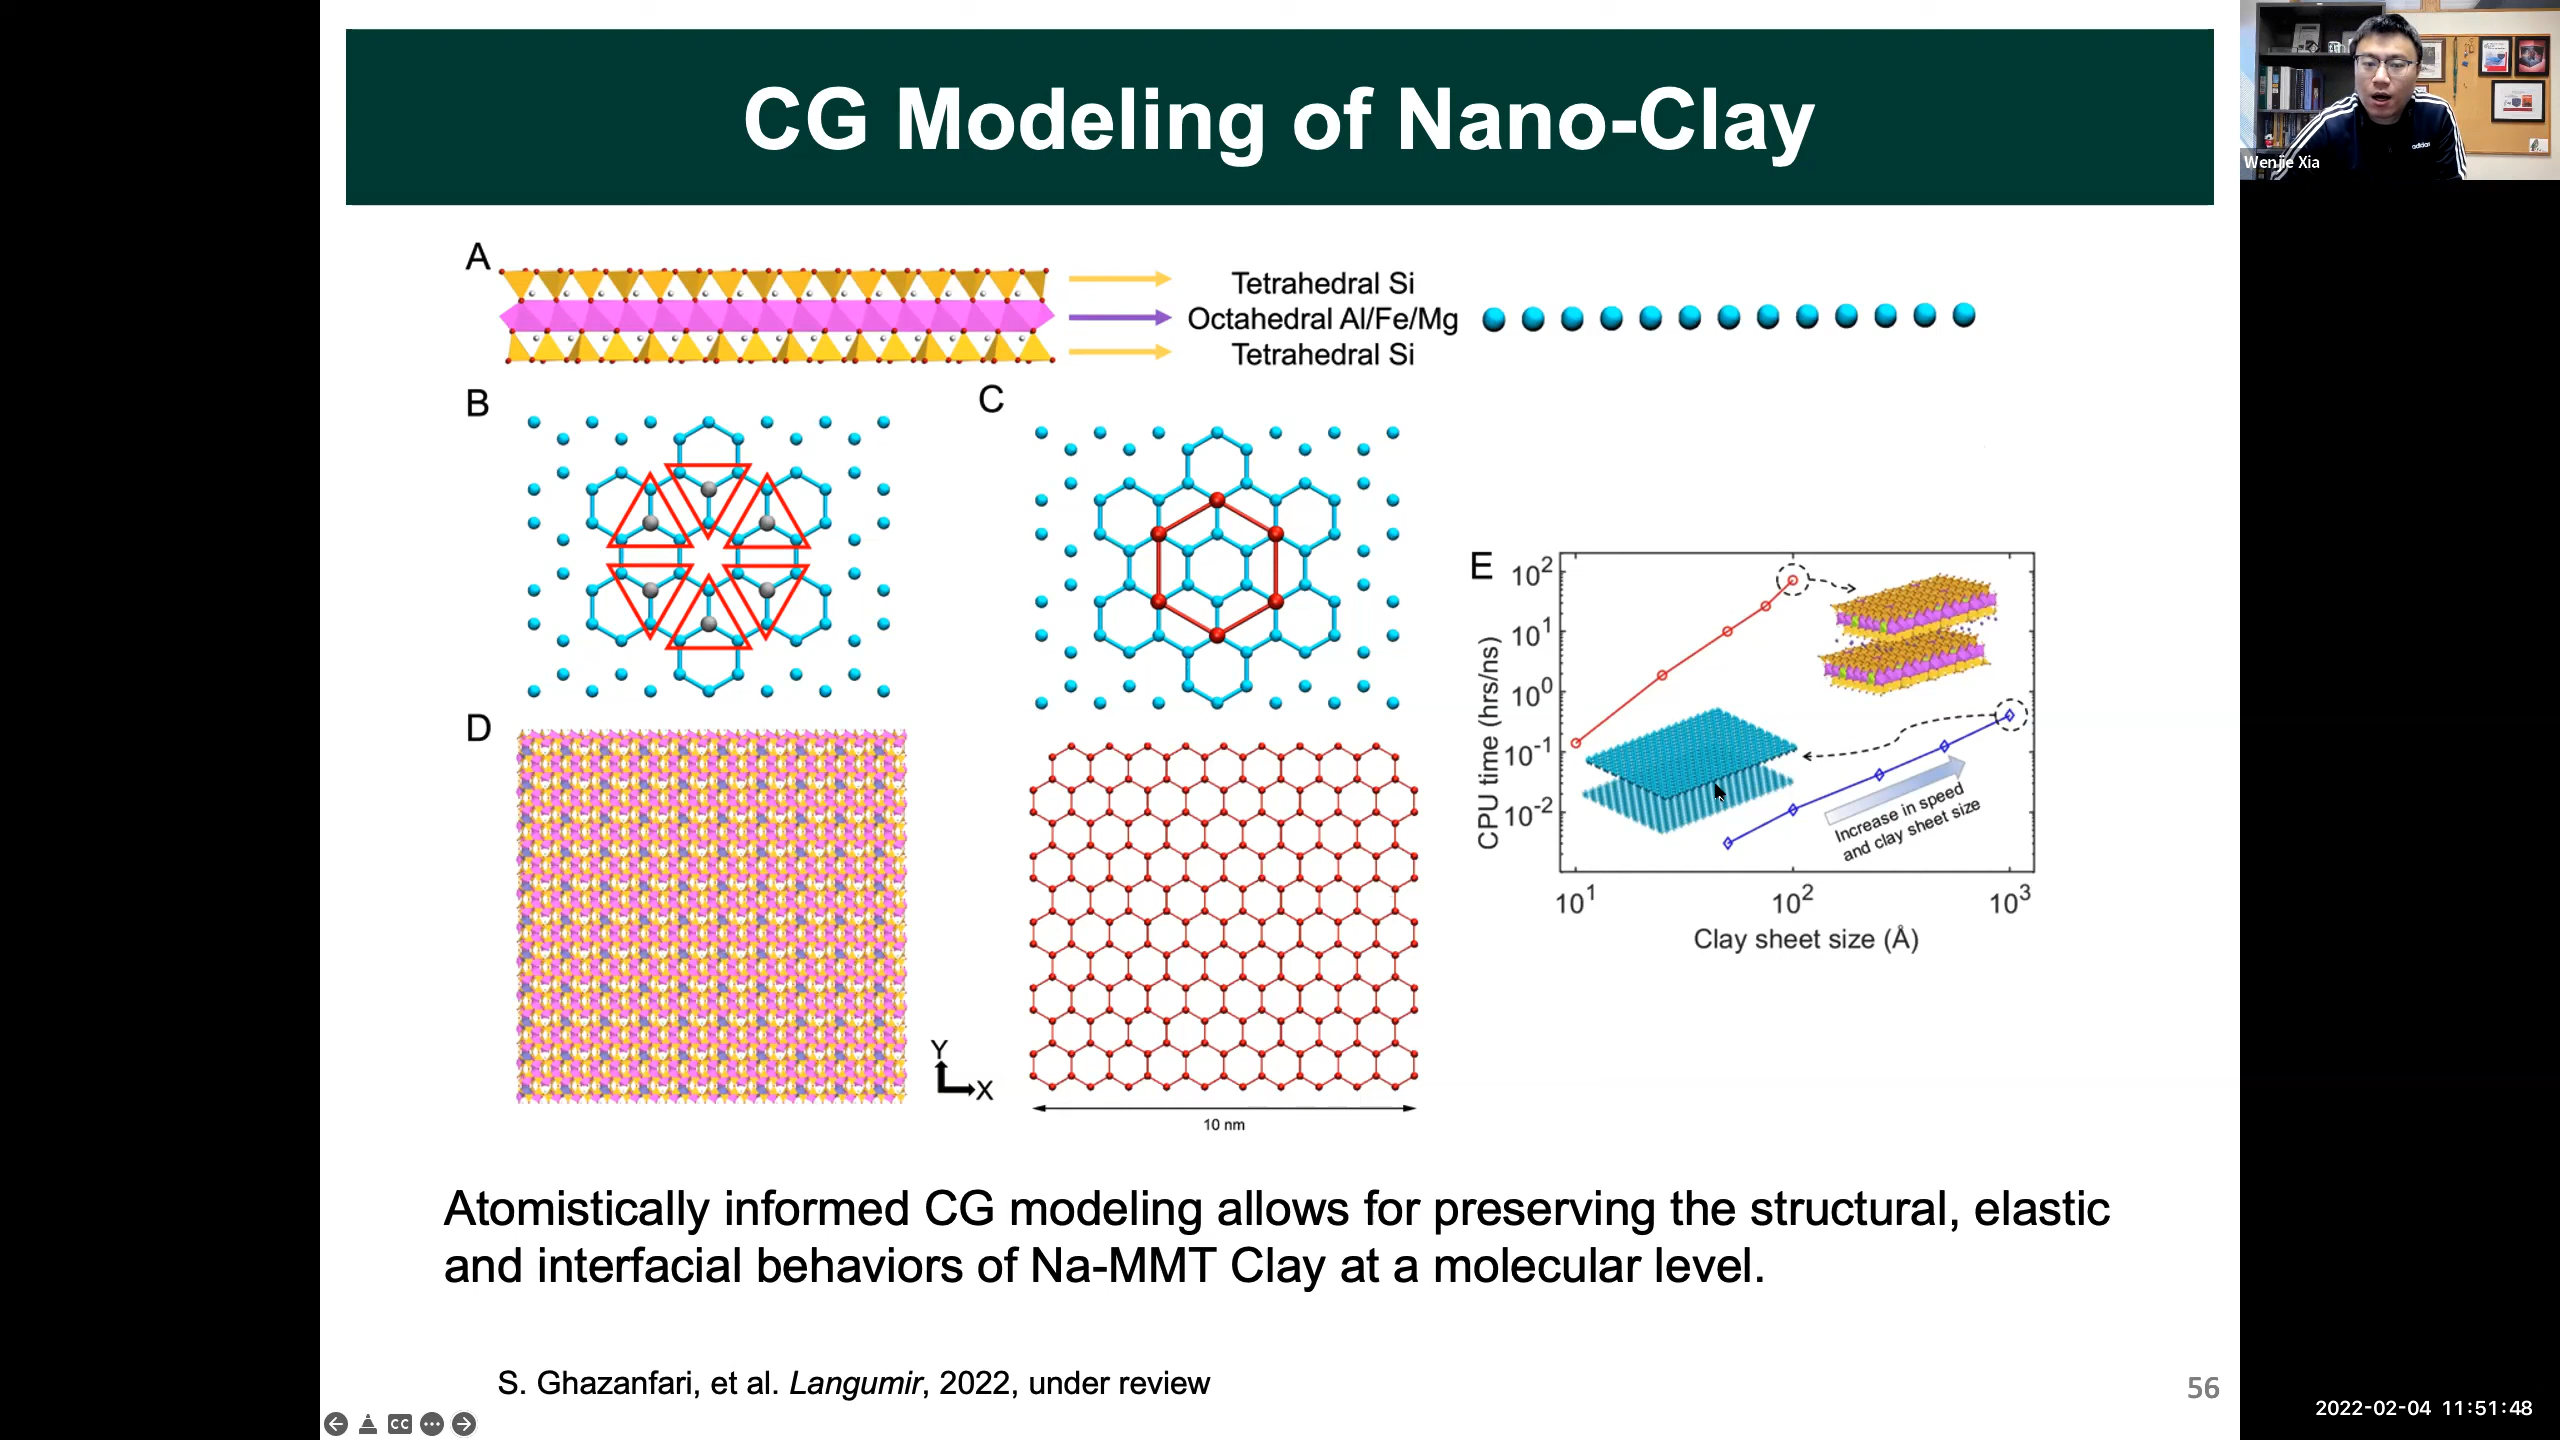 CG Modeling of Nano-Clay
Wenjie Xia
adidas
A
Tetrahedral Si
Octahedral Al/Fe/Mg
Tetrahedral Si
B
C
D
Y
X
10 nm
E
CPU time (hrs/ns)
10²
10¹
10⁰
10⁻¹
10⁻²
Increase in speed
and clay sheet size
10¹ 10² 10³
Clay sheet size (Å)
Atomistically informed CG modeling allows for preserving the structural, elastic
and interfacial behaviors of Na-MMT Clay at a molecular level.
S. Ghazanfari, et al. Langumir, 2022, under review
56
CC
2022-02-04 11:51:48